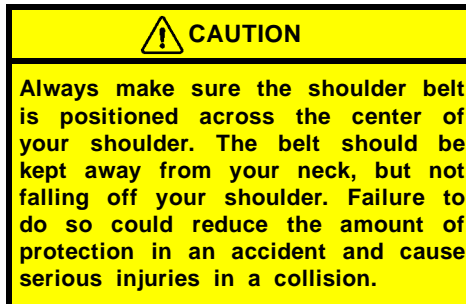 CAUTION
Always make sure the shoulder belt
is positioned across the center of
your shoulder. The belt should be
kept away from your neck, but not
falling off your shoulder. Failure to
do so could reduce the amount of
protection in an accident and cause
serious injuries in a collision.